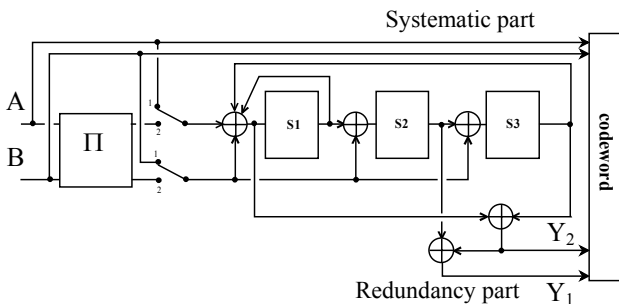 Systematic part
A
1
2
Π
B
1
2
S1
S2
S3
codeword
Y₂
Y₁
Redundancy part